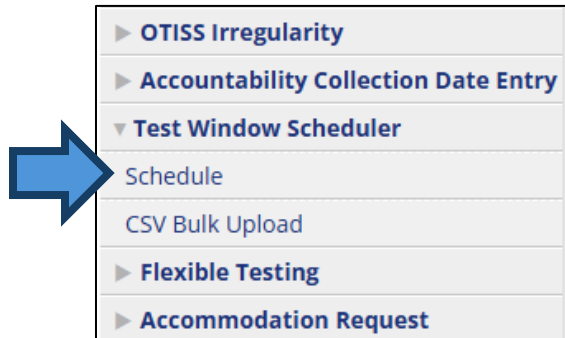 OTISS Irregularity
Accountability Collection Date Entry
Test Window Scheduler
Schedule
CSV Bulk Upload
Flexible Testing
Accommodation Request